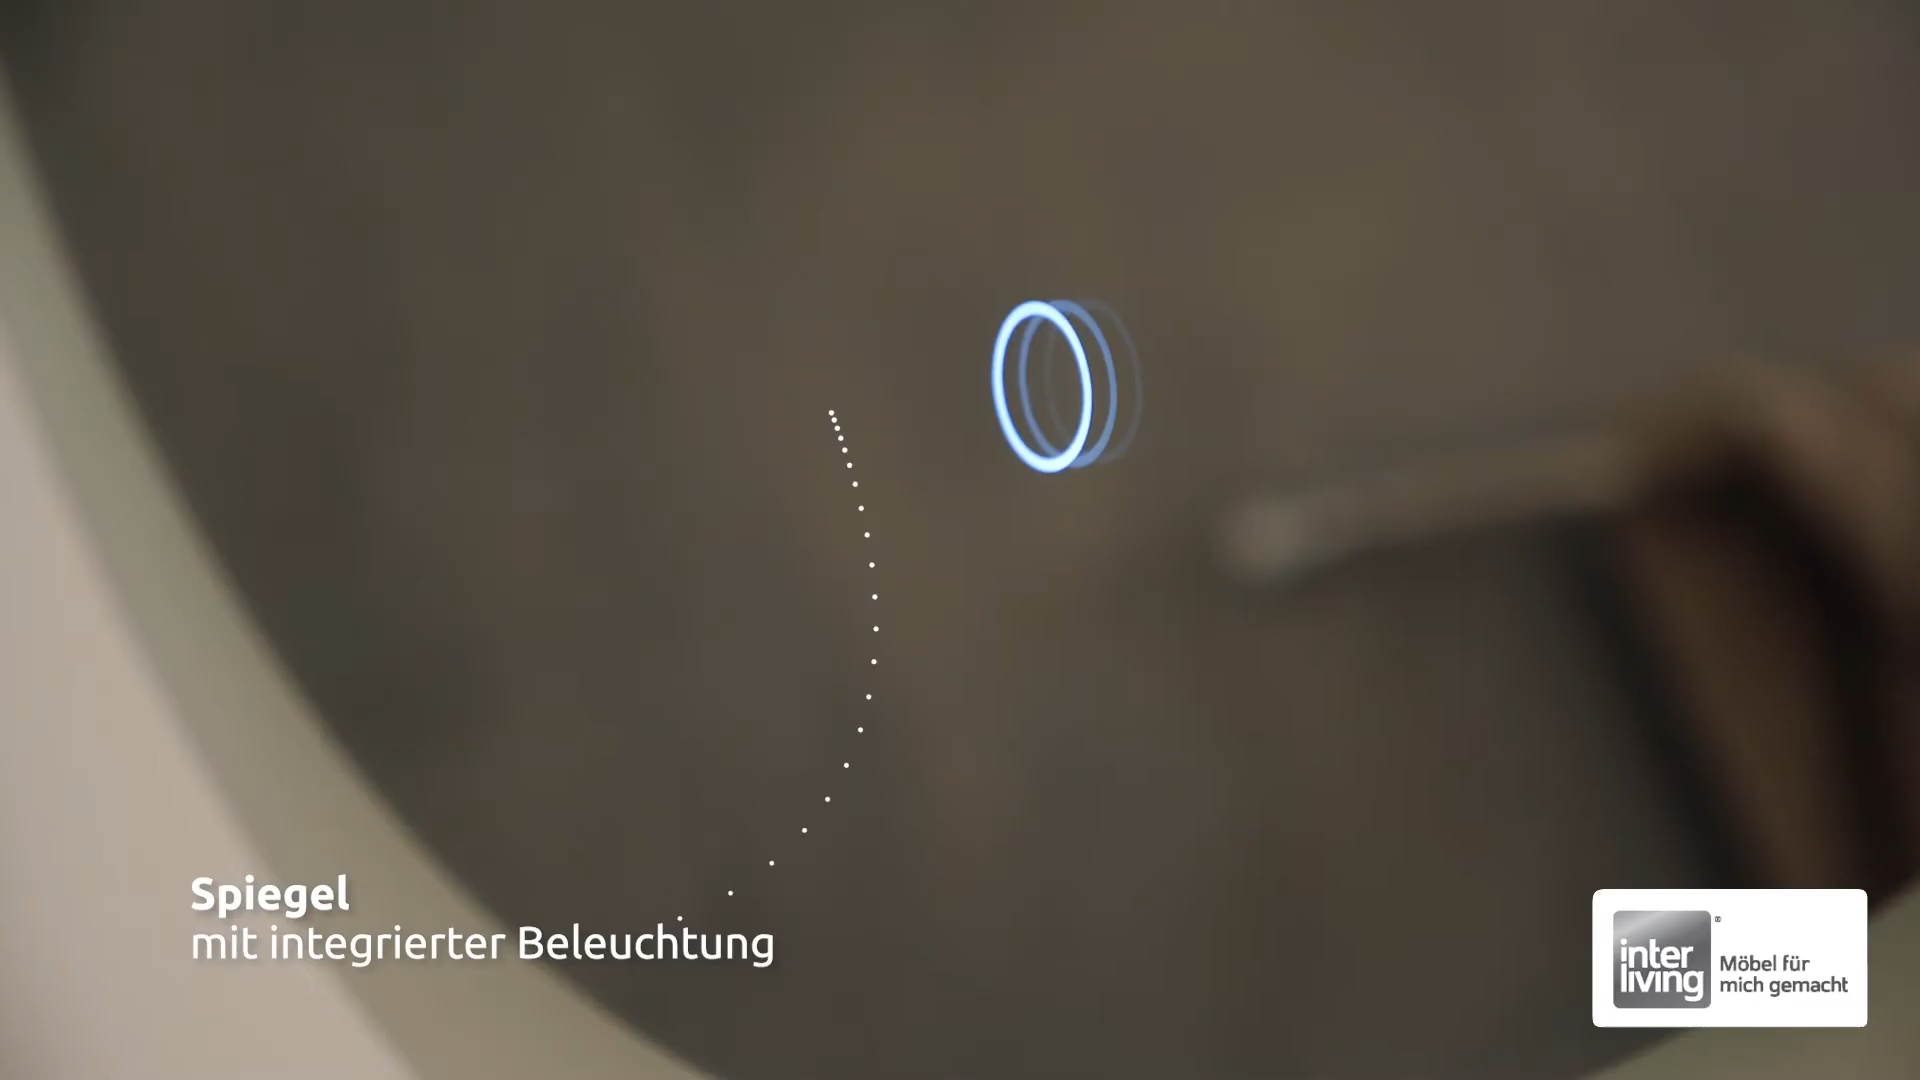 Spiegel
mit integrierter Beleuchtung
inter
living
®
Möbel für
mich gemacht